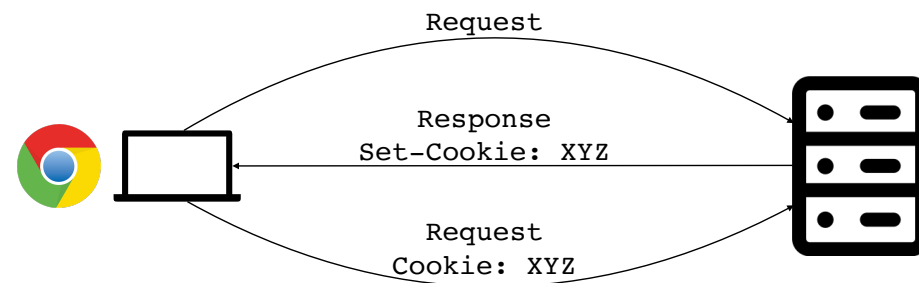 Request
Response
Set-Cookie: XYZ
Request
Cookie: XYZ